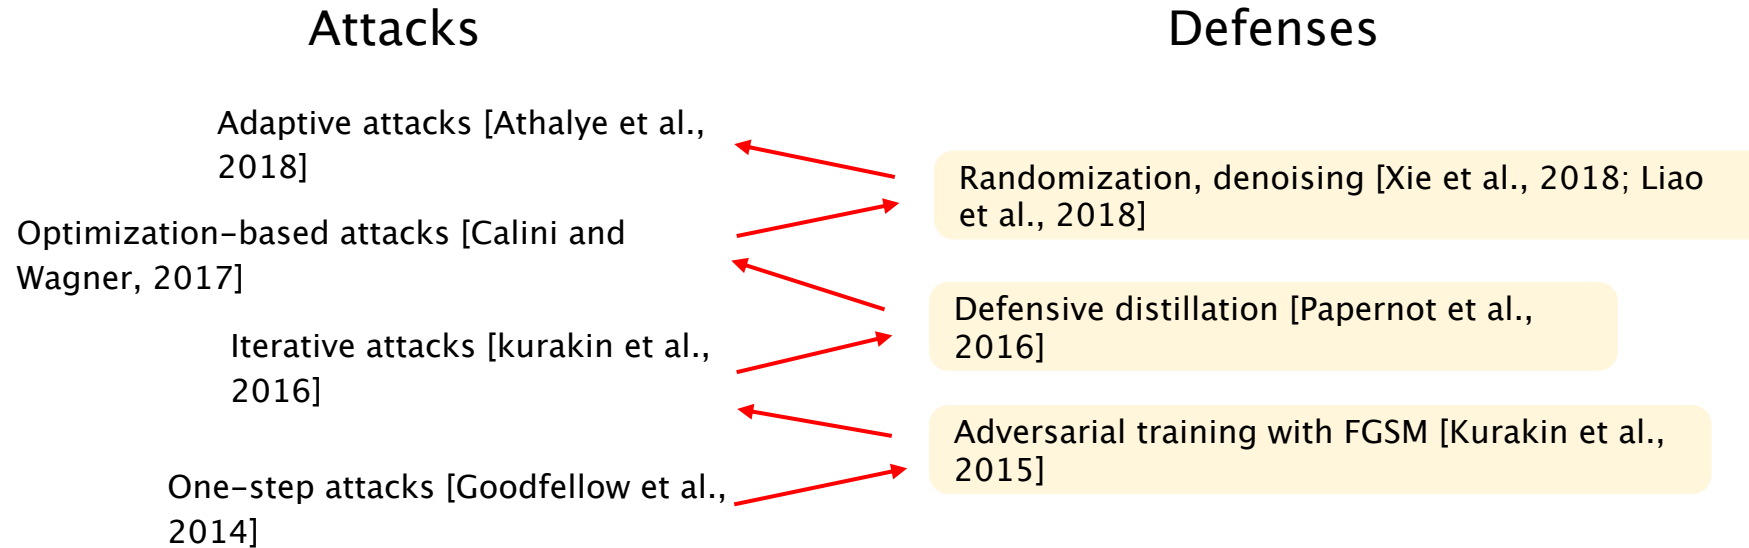 Attacks
Defenses
Adaptive attacks [Athalye et al.,
2018]
Randomization, denoising [Xie et al., 2018; Liao
et al., 2018]
Optimization-based attacks [Calini and
Wagner, 2017]
Defensive distillation [Papernot et al.,
2016]
Iterative attacks [kurakin et al.,
2016]
Adversarial training with FGSM [Kurakin et al.,
2015]
One-step attacks [Goodfellow et al.,
2014]